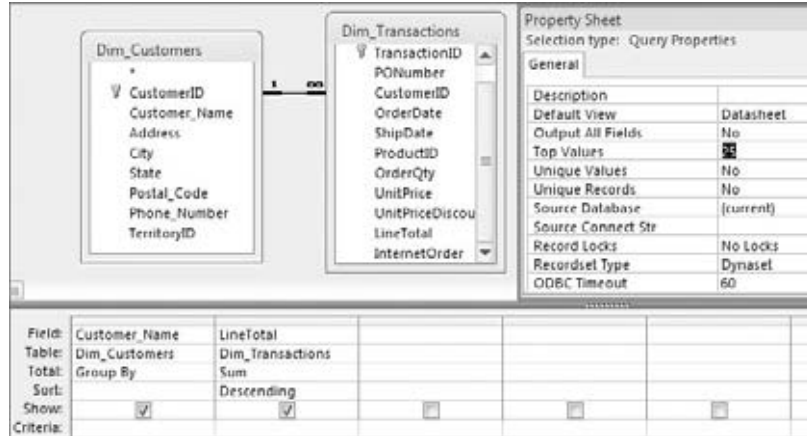 Dim_Customers
*
CustomerID
Customer_Name
Address
City
State
Postal_Code
Phone_Number
TerritoryID
1
∞
Dim_Transactions
TransactionID
PONumber
CustomerID
OrderDate
ShipDate
ProductID
OrderQty
UnitPrice
UnitPriceDiscou
LineTotal
InternetOrder
Property Sheet
Selection type: Query Properties
General
Description
Default View Datasheet
Output All Fields No
Top Values 25
Unique Values No
Unique Records No
Source Database (current)
Source Connect Str
Record Locks No Locks
Recordset Type Dynaset
ODBC Timeout 60
Field: Customer_Name LineTotal
Table: Dim_Customers Dim_Transactions
Total: Group By Sum
Sort: Descending
Show:
Criteria: